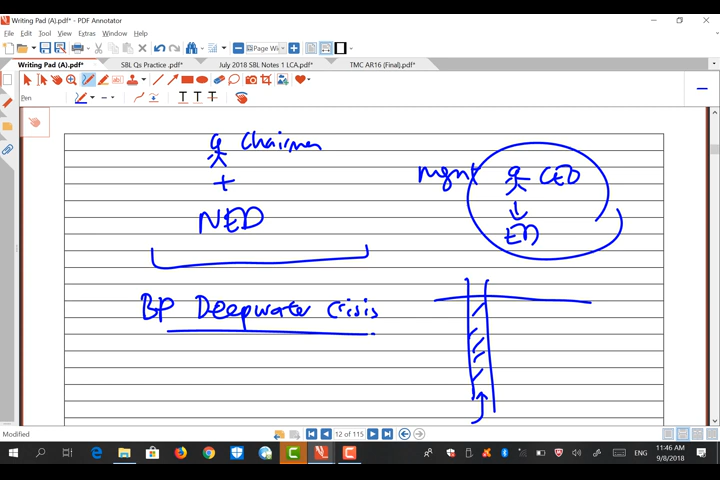 Writing Pad (A).pdf* - PDF Annotator
File Edit Tool Extras Window Help
Page Wi
Writing Pad (A).pdf* SBL Qs Practice .pdf* July 2018 SBL Notes 1 LCA.pdf* TMC AR16 (Final).pdf*
Pen
Chairman
+
NED
Mgmt CEO
ED
BP Deepwater Crisis
Modified
12 of 115
ENG
11:46 AM
9/8/2018